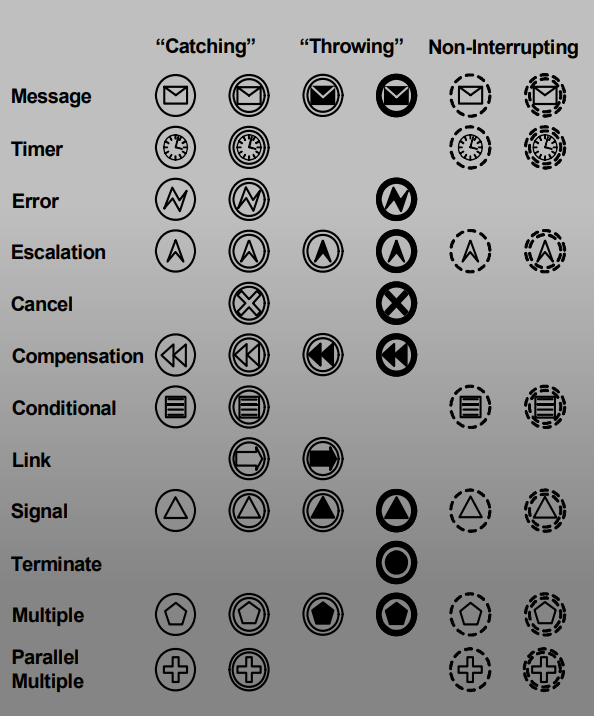 “Catching” “Throwing” Non-Interrupting
Message
Timer
Error
Escalation
Cancel
Compensation
Conditional
Link
Signal
Terminate
Multiple
Parallel
Multiple